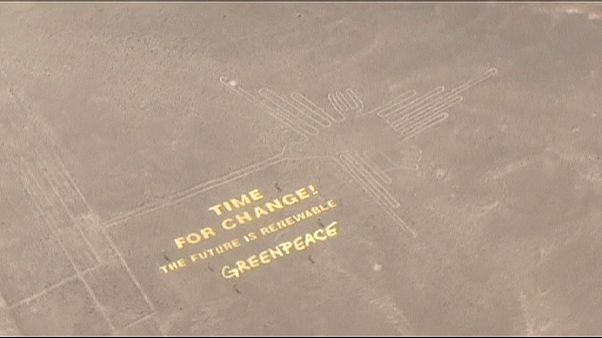 TIME
FOR CHANGE!
THE FUTURE IS RENEWABLE
GREENPEACE